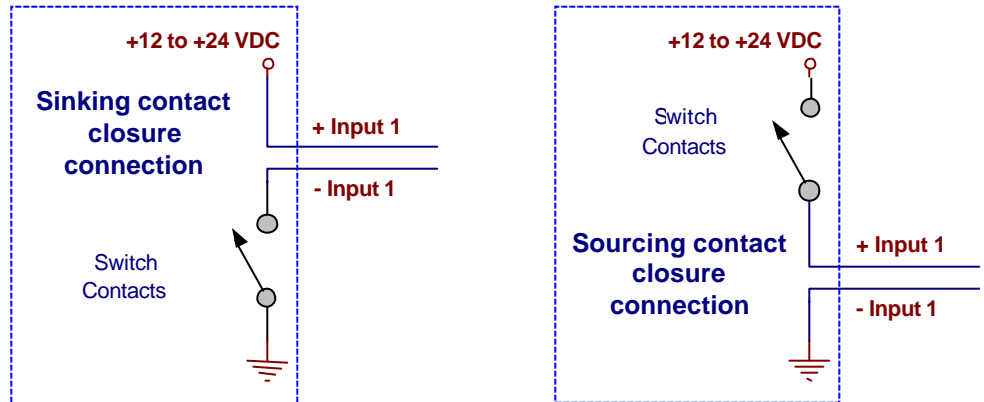 +12 to +24 VDC
Sinking contact
closure
connection
+ Input 1
- Input 1
Switch
Contacts
+12 to +24 VDC
Switch
Contacts
Sourcing contact
closure
connection
+ Input 1
- Input 1